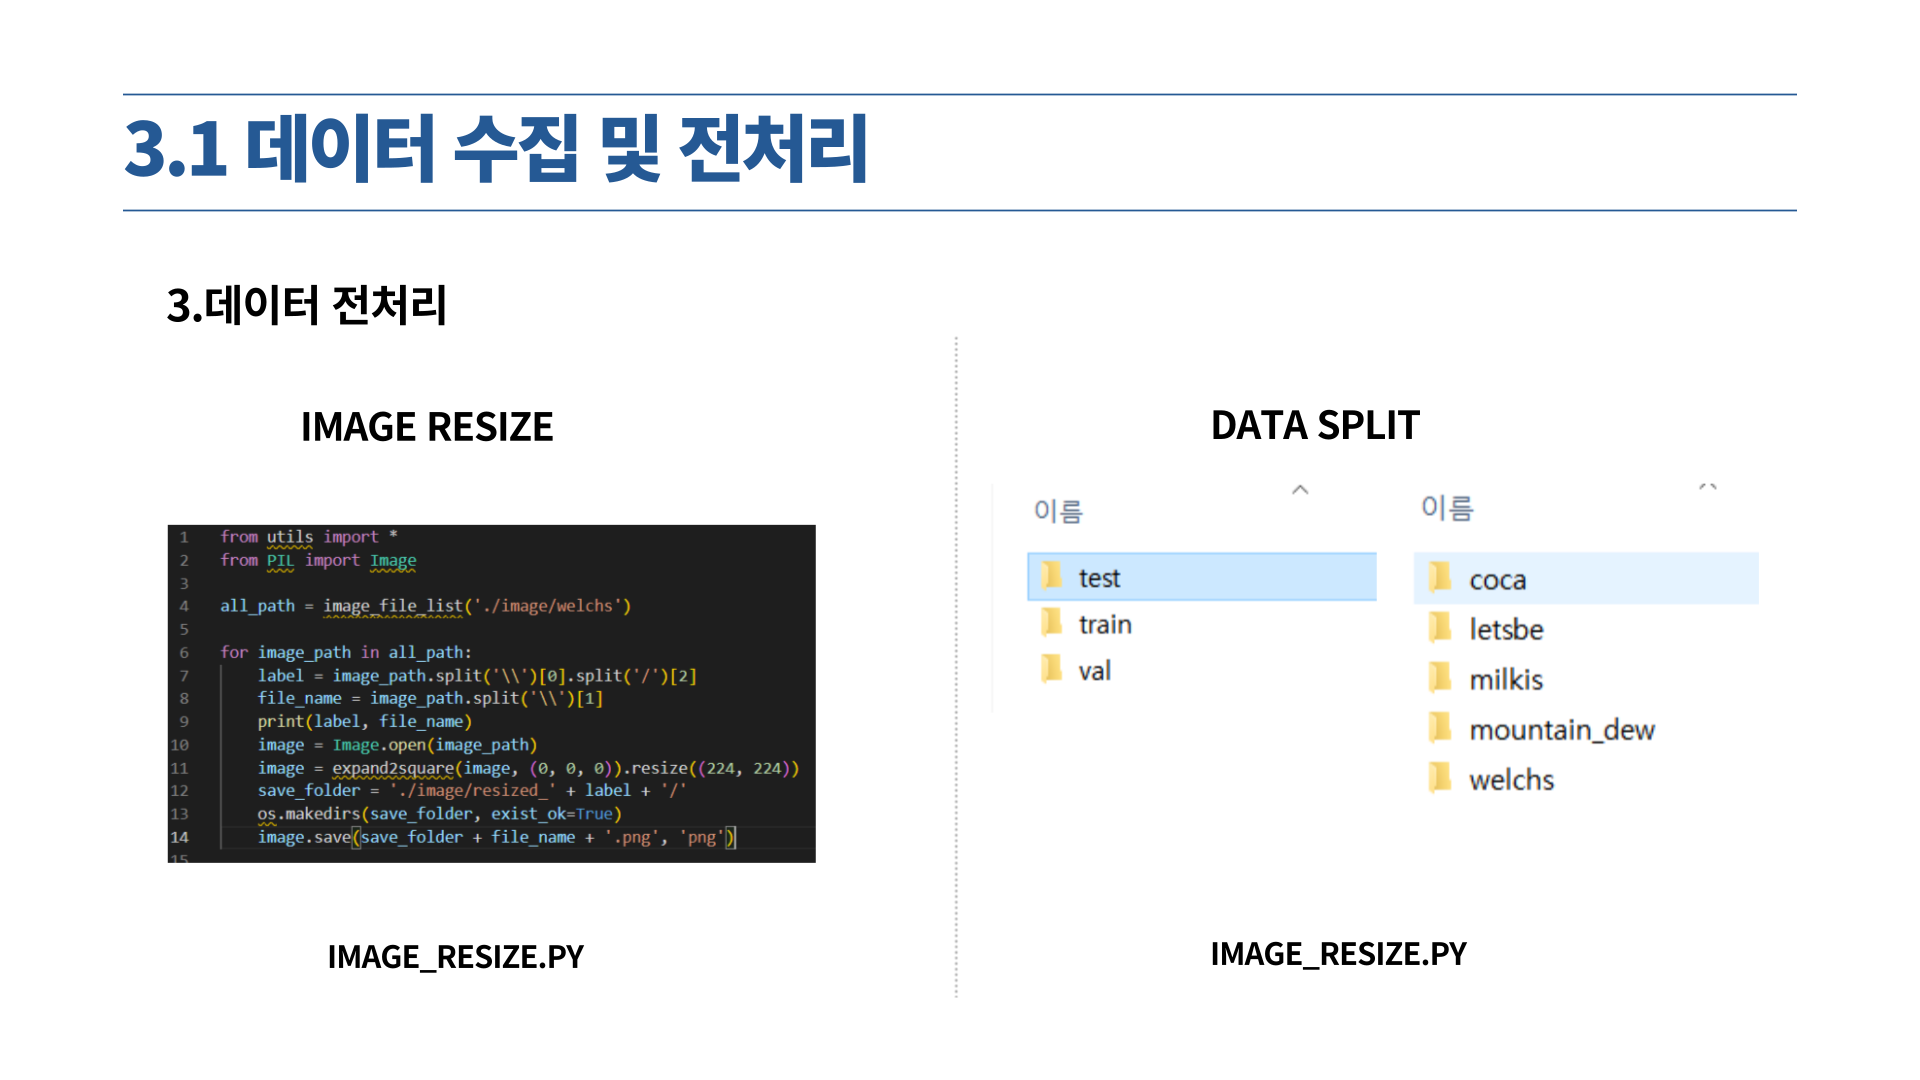 3.1 데이터 수집 및 전처리
3.데이터 전처리
IMAGE RESIZE
1 from utils import *
2 from PIL import Image
3
4 all_path = image_file_list('./image/welchs')
5
6 for image_path in all_path:
7 label = image_path.split('\\')[0].split('/')[2]
8 file_name = image_path.split('\\')[1]
9 print(label, file_name)
10 image = Image.open(image_path)
11 image = expand2square(image, (0, 0, 0)).resize((224, 224))
12 save_folder = './image/resized_' + label + '/'
13 os.makedirs(save_folder, exist_ok=True)
14 image.save(save_folder + file_name + '.png', 'png')
15
IMAGE_RESIZE.PY
DATA SPLIT
이름
test
train
val
이름
coca
letsbe
milkis
mountain_dew
welchs
IMAGE_RESIZE.PY